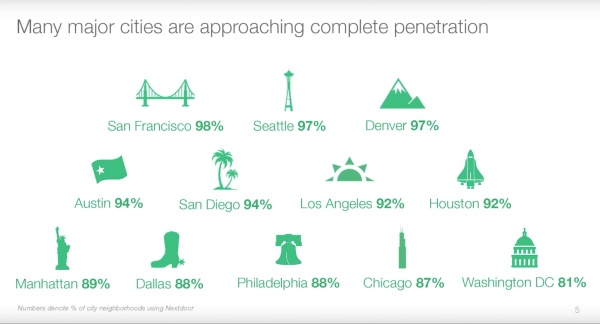 Many major cities are approaching complete penetration
San Francisco 98% Seattle 97% Denver 97%
Austin 94% San Diego 94% Los Angeles 92% Houston 92%
Manhattan 89% Dallas 88% Philadelphia 88% Chicago 87% Washington DC 81%
Numbers denote % of city neighborhoods using Nextdoor
5